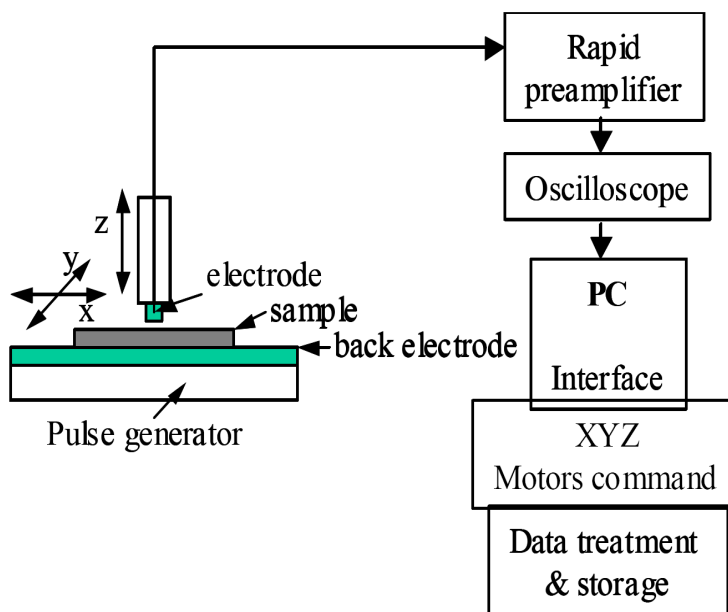 Rapid
preamplifier
Oscilloscope
PC
Interface
XYZ
Motors command
Data treatment
& storage
z
y
x
electrode
sample
back electrode
Pulse generator